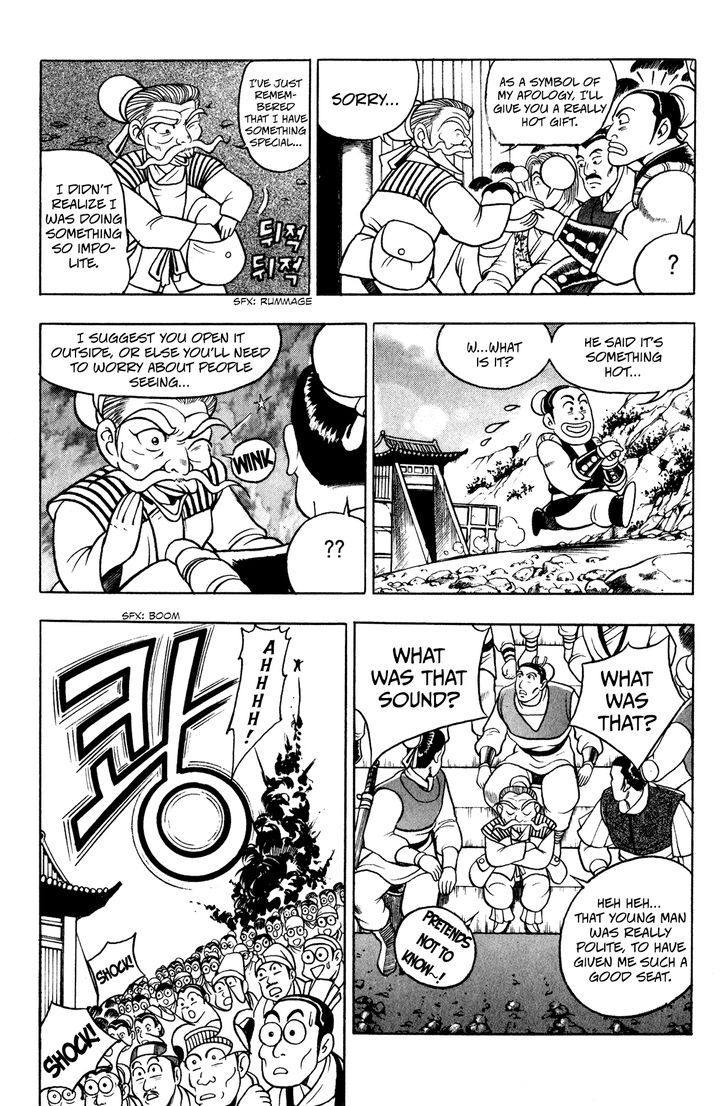 I'VE JUST
REMEM-
BERED
THAT I HAVE
SOMETHING
SPECIAL...
I DIDN'T
REALIZE I
WAS DOING
SOMETHING
SO IMPO-
LITE.
뒤적
뒤적
SFX: RUMMAGE
SORRY...
AS A SYMBOL OF
MY APOLOGY, I'LL
GIVE YOU A REALLY
HOT GIFT.
?
I SUGGEST YOU OPEN IT
OUTSIDE, OR ELSE YOU'LL NEED
TO WORRY ABOUT PEOPLE
SEEING...
WINK
??
W...WHAT
IS IT?
HE SAID IT'S
SOMETHING
HOT...
SFX: BOOM
쾅
AHHHH!
SHOCK!
SHOCK!
WHAT
WAS THAT
SOUND?
WHAT
WAS
THAT?
PRETENDS
NOT TO
KNOW~!
HEH HEH...
THAT YOUNG MAN
WAS REALLY
POLITE, TO HAVE
GIVEN ME SUCH A
GOOD SEAT.